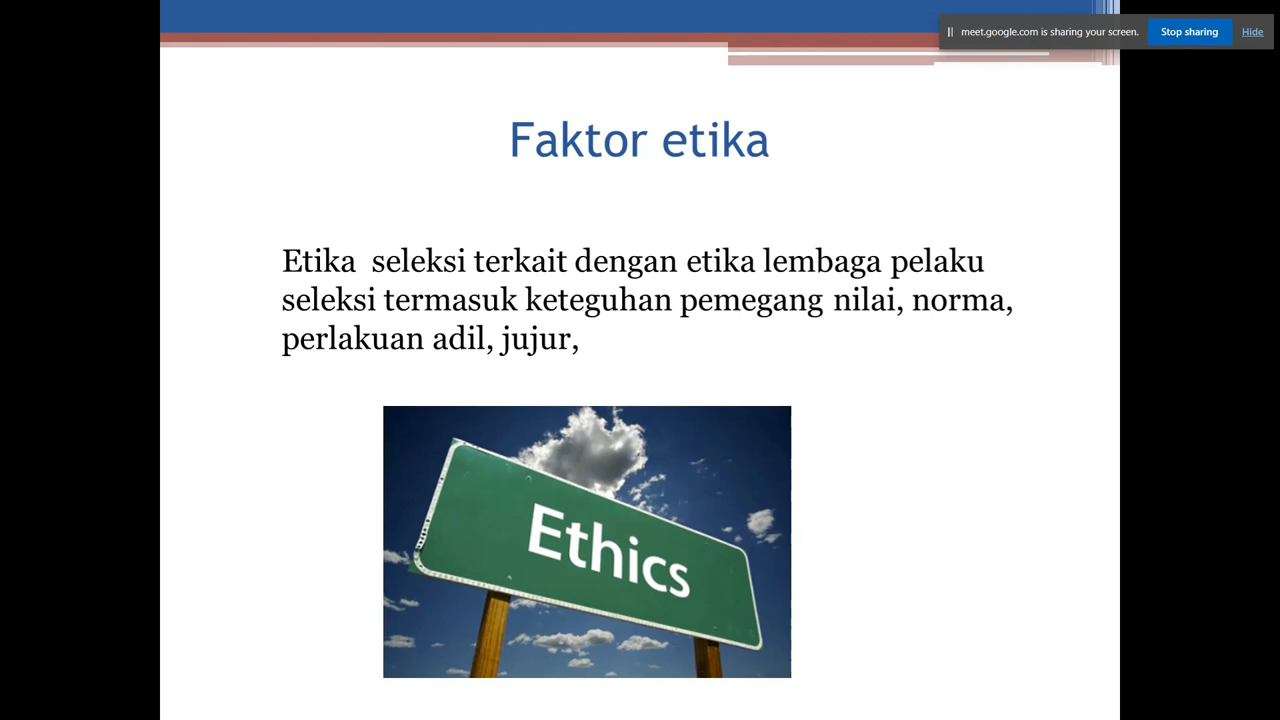 meet.google.com is sharing your screen.
Stop sharing
Hide
Faktor etika
Etika  seleksi terkait dengan etika lembaga pelaku
seleksi termasuk keteguhan pemegang nilai, norma,
perlakuan adil, jujur,
Ethics